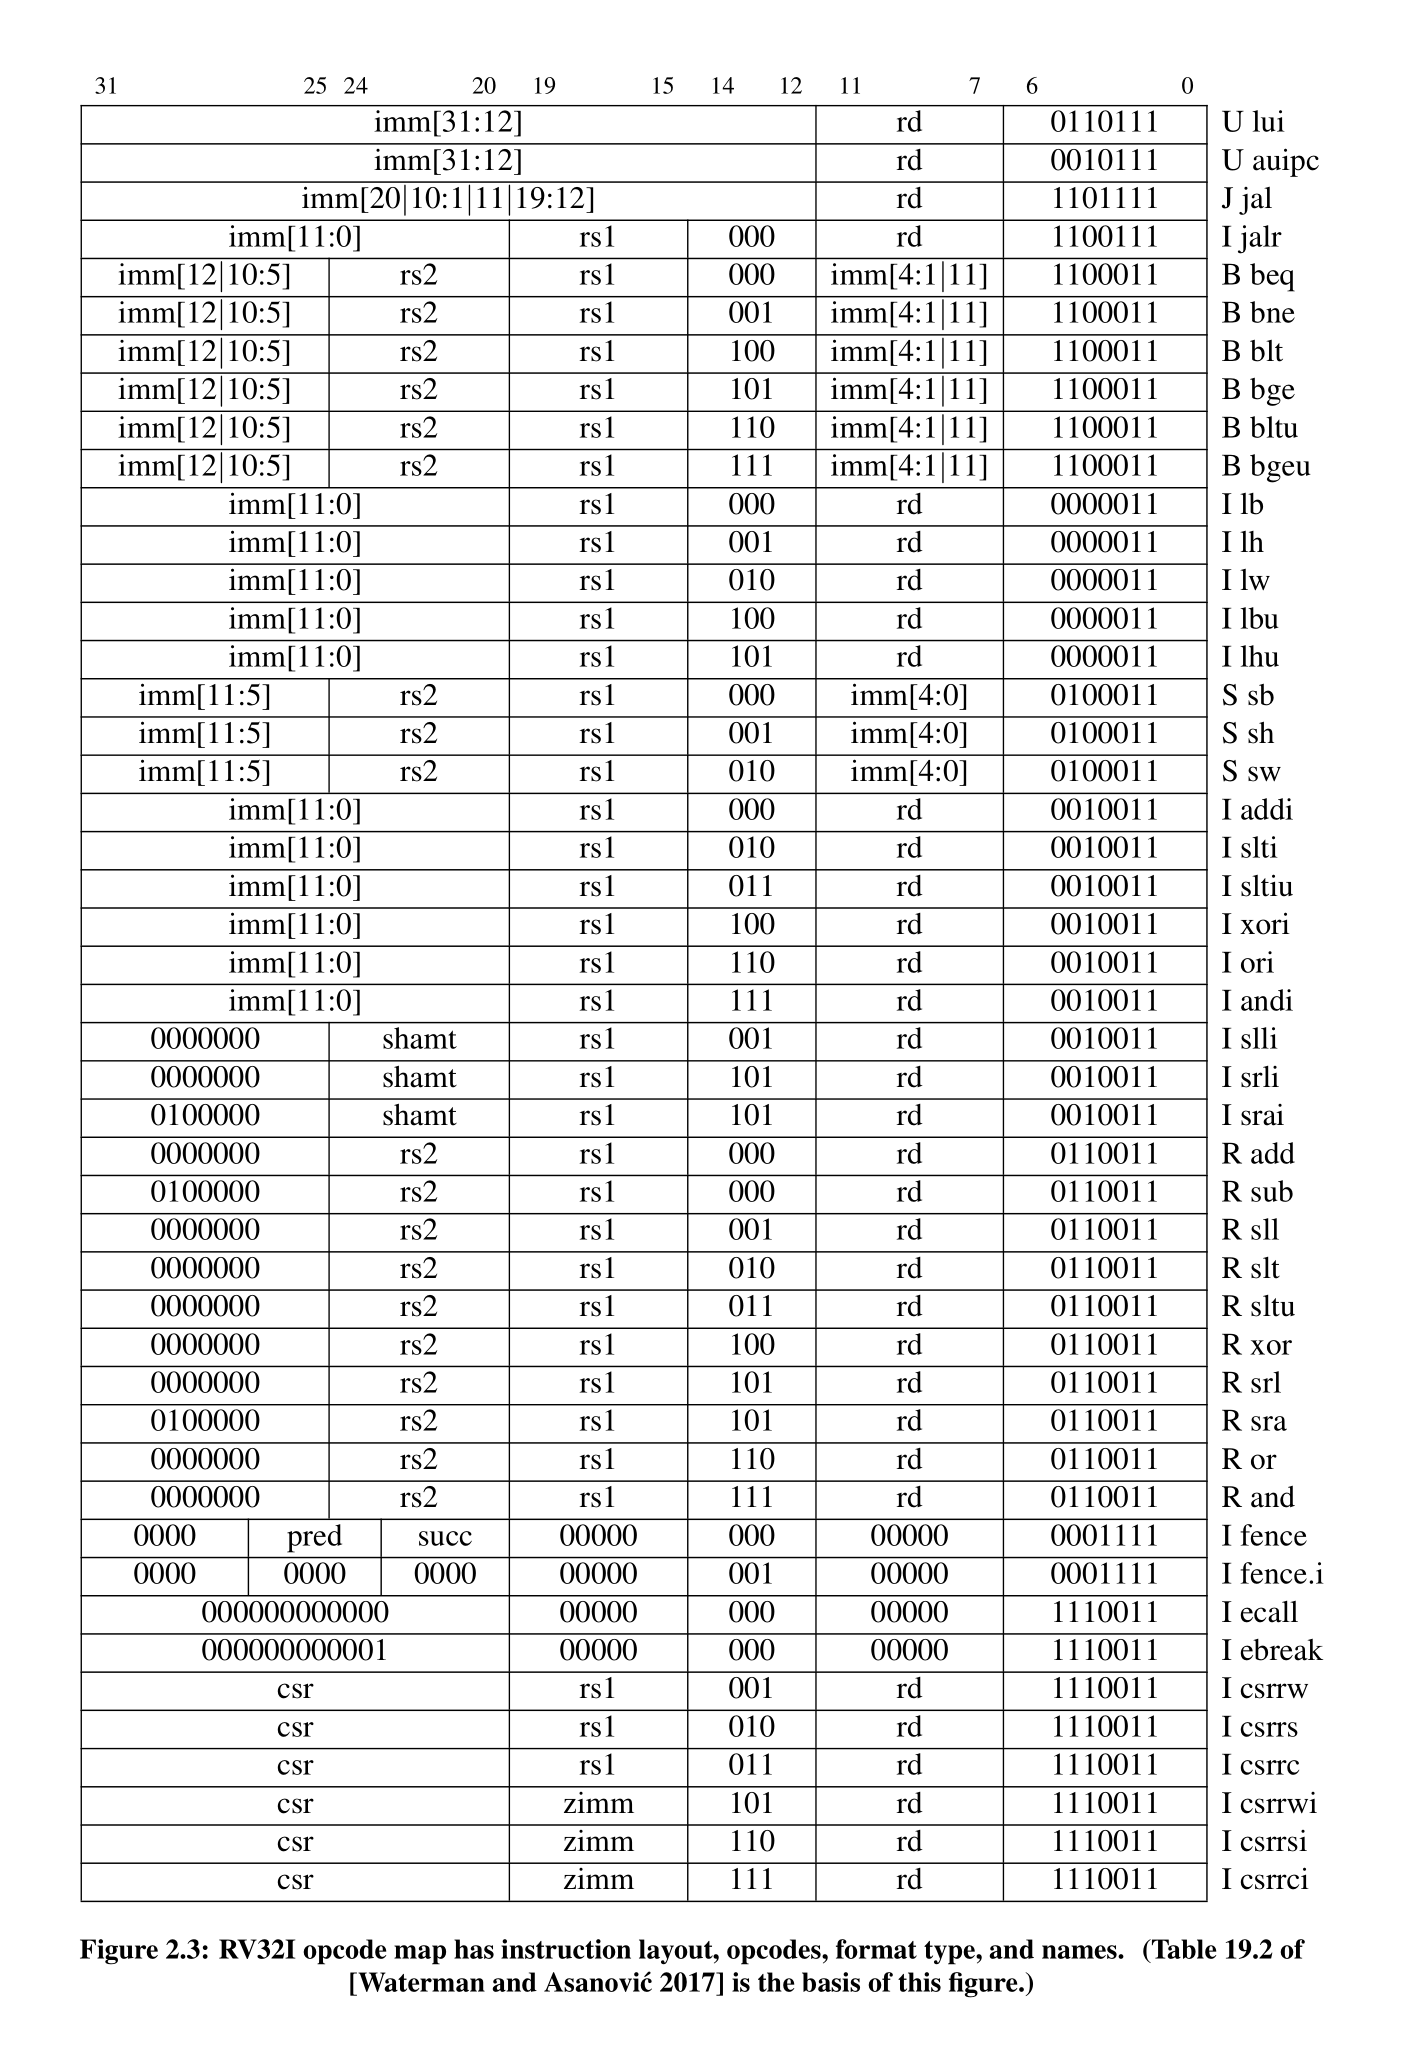 31 25 24 20 19 15 14 12 11 7 6 0
imm[31:12] rd 0110111 U lui
imm[31:12] rd 0010111 U auipc
imm[20|10:1|11|19:12] rd 1101111 J jal
imm[11:0] rs1 000 rd 1100111 I jalr
imm[12|10:5] rs2 rs1 000 imm[4:1|11] 1100011 B beq
imm[12|10:5] rs2 rs1 001 imm[4:1|11] 1100011 B bne
imm[12|10:5] rs2 rs1 100 imm[4:1|11] 1100011 B blt
imm[12|10:5] rs2 rs1 101 imm[4:1|11] 1100011 B bge
imm[12|10:5] rs2 rs1 110 imm[4:1|11] 1100011 B bltu
imm[12|10:5] rs2 rs1 111 imm[4:1|11] 1100011 B bgeu
imm[11:0] rs1 000 rd 0000011 I lb
imm[11:0] rs1 001 rd 0000011 I lh
imm[11:0] rs1 010 rd 0000011 I lw
imm[11:0] rs1 100 rd 0000011 I lbu
imm[11:0] rs1 101 rd 0000011 I lhu
imm[11:5] rs2 rs1 000 imm[4:0] 0100011 S sb
imm[11:5] rs2 rs1 001 imm[4:0] 0100011 S sh
imm[11:5] rs2 rs1 010 imm[4:0] 0100011 S sw
imm[11:0] rs1 000 rd 0010011 I addi
imm[11:0] rs1 010 rd 0010011 I slti
imm[11:0] rs1 011 rd 0010011 I sltiu
imm[11:0] rs1 100 rd 0010011 I xori
imm[11:0] rs1 110 rd 0010011 I ori
imm[11:0] rs1 111 rd 0010011 I andi
0000000 shamt rs1 001 rd 0010011 I slli
0000000 shamt rs1 101 rd 0010011 I srli
0100000 shamt rs1 101 rd 0010011 I srai
0000000 rs2 rs1 000 rd 0110011 R add
0100000 rs2 rs1 000 rd 0110011 R sub
0000000 rs2 rs1 001 rd 0110011 R sll
0000000 rs2 rs1 010 rd 0110011 R slt
0000000 rs2 rs1 011 rd 0110011 R sltu
0000000 rs2 rs1 100 rd 0110011 R xor
0000000 rs2 rs1 101 rd 0110011 R srl
0100000 rs2 rs1 101 rd 0110011 R sra
0000000 rs2 rs1 110 rd 0110011 R or
0000000 rs2 rs1 111 rd 0110011 R and
0000 pred succ 00000 000 00000 0001111 I fence
0000 0000 0000 00000 001 00000 0001111 I fence.i
000000000000 00000 000 00000 1110011 I ecall
000000000001 00000 000 00000 1110011 I ebreak
csr rs1 001 rd 1110011 I csrrw
csr rs1 010 rd 1110011 I csrrs
csr rs1 011 rd 1110011 I csrrc
csr zimm 101 rd 1110011 I csrrwi
csr zimm 110 rd 1110011 I csrrsi
csr zimm 111 rd 1110011 I csrrci
Figure 2.3: RV32I opcode map has instruction layout, opcodes, format type, and names. (Table 19.2 of
[Waterman and Asanović 2017] is the basis of this figure.)